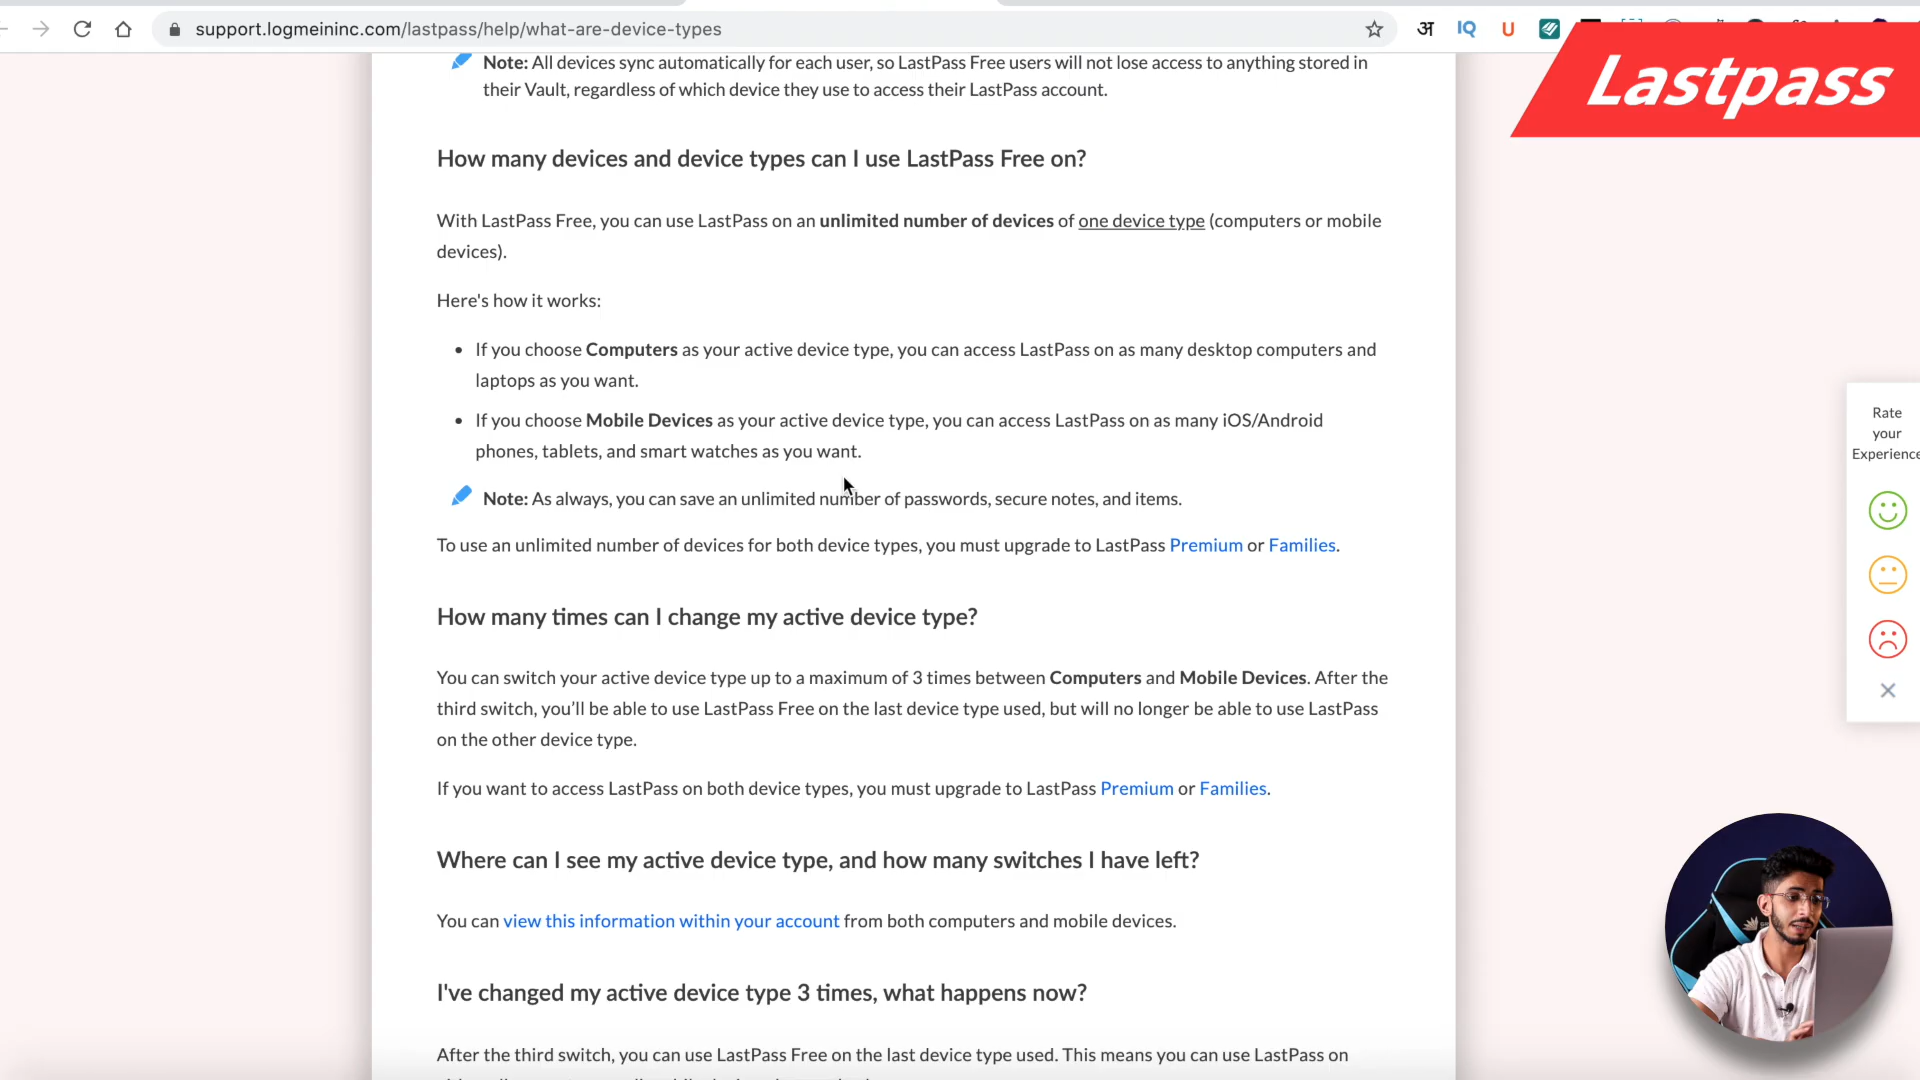 support.logmeininc.com/lastpass/help/what-are-device-types
अ IQ U
Lastpass
Note: All devices sync automatically for each user, so LastPass Free users will not lose access to anything stored in
their Vault, regardless of which device they use to access their LastPass account.
How many devices and device types can I use LastPass Free on?
With LastPass Free, you can use LastPass on an unlimited number of devices of one device type (computers or mobile
devices).
Here's how it works:
• If you choose Computers as your active device type, you can access LastPass on as many desktop computers and
laptops as you want.
• If you choose Mobile Devices as your active device type, you can access LastPass on as many iOS/Android
phones, tablets, and smart watches as you want.
Note: As always, you can save an unlimited number of passwords, secure notes, and items.
To use an unlimited number of devices for both device types, you must upgrade to LastPass Premium or Families.
How many times can I change my active device type?
You can switch your active device type up to a maximum of 3 times between Computers and Mobile Devices. After the
third switch, you’ll be able to use LastPass Free on the last device type used, but will no longer be able to use LastPass
on the other device type.
If you want to access LastPass on both device types, you must upgrade to LastPass Premium or Families.
Where can I see my active device type, and how many switches I have left?
You can view this information within your account from both computers and mobile devices.
I've changed my active device type 3 times, what happens now?
After the third switch, you can use LastPass Free on the last device type used. This means you can use LastPass on
Rate
your
Experience